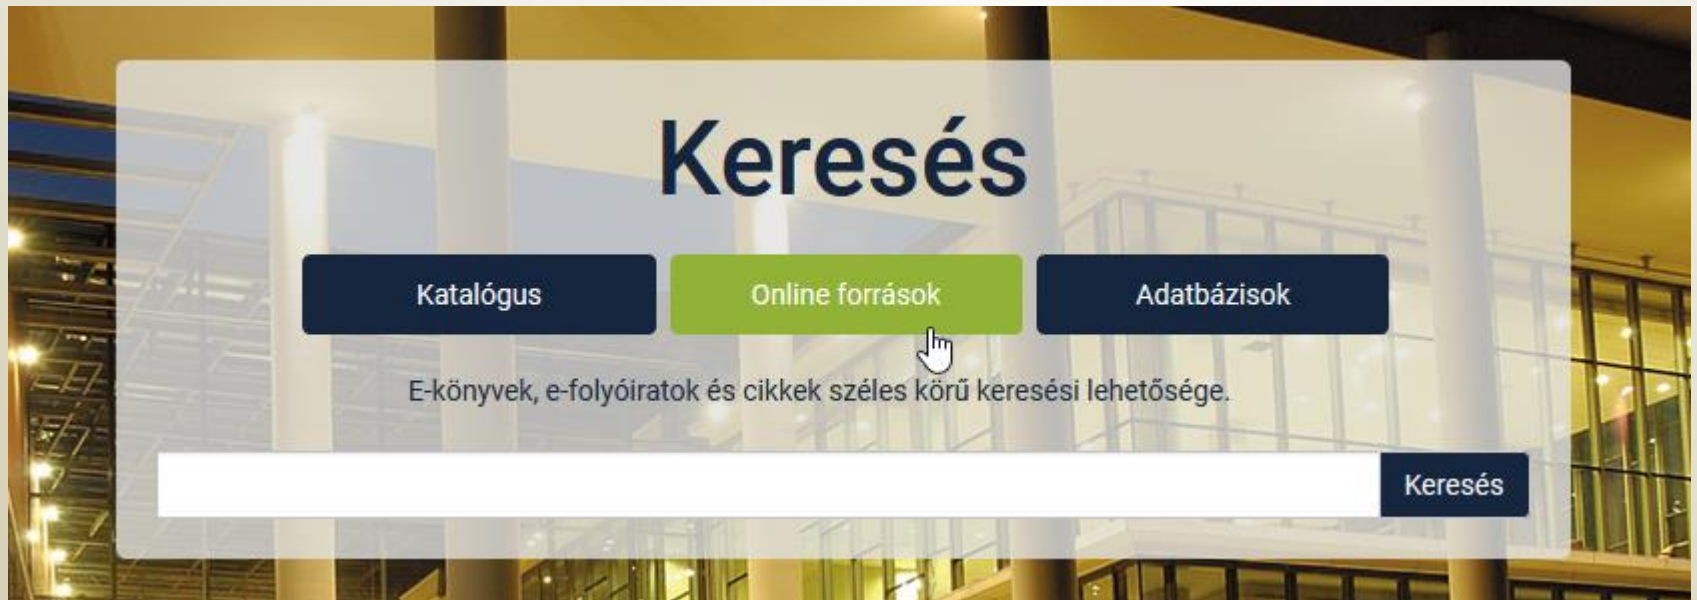 Keresés
Katalógus Online források Adatbázisok
E-könyvek, e-folyóiratok és cikkek széles körű keresési lehetősége.
Keresés